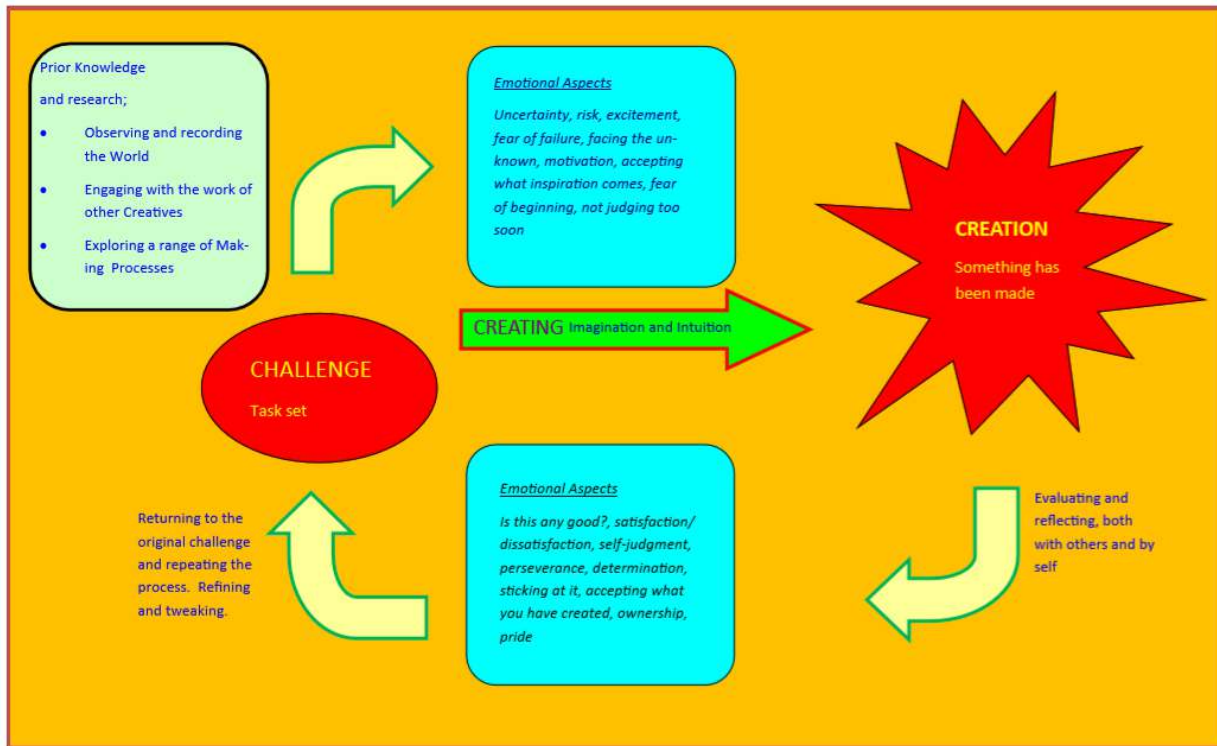 Prior Knowledge
and research;
• Observing and recording
the World
• Engaging with the work of
other Creatives
• Exploring a range of Mak-
ing Processes
Emotional Aspects
Uncertainty, risk, excitement,
fear of failure, facing the un-
known, motivation, accepting
what inspiration comes, fear
of beginning, not judging too
soon
CREATION
Something has
been made
CREATING Imagination and Intuition
CHALLENGE
Task set
Emotional Aspects
Is this any good?, satisfaction/
dissatisfaction, self-judgment,
perseverance, determination,
sticking at it, accepting what
you have created, ownership,
pride
Evaluating and
reflecting, both
with others and by
self
Returning to the
original challenge
and repeating the
process. Refining
and tweaking.